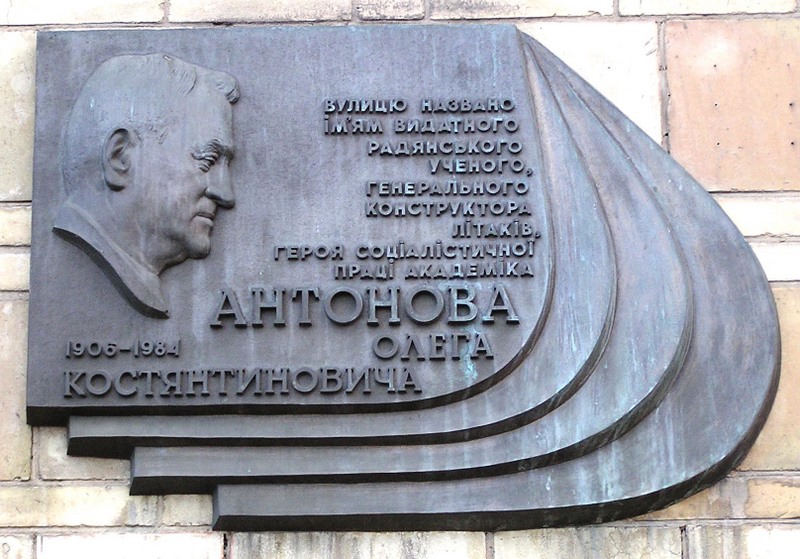 ВУЛИЦЮ НАЗВАНО
ІМ'ЯМ ВИДАТНОГО
РАДЯНСЬКОГО
УЧЕНОГО,
ГЕНЕРАЛЬНОГО
КОНСТРУКТОРА
ЛІТАКІВ,
ГЕРОЯ СОЦІАЛІСТИЧНОЇ
ПРАЦІ АКАДЕМІКА
АНТОНОВА
1906–1984 ОЛЕГА
КОСТЯНТИНОВИЧА